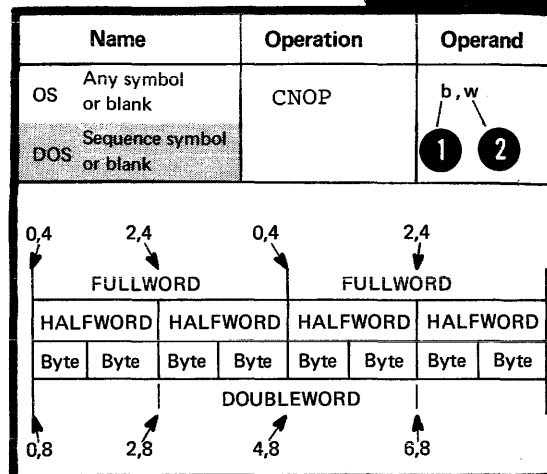 Name Operation Operand
OS Any symbol or blank CNOP b,w
DOS Sequence symbol or blank 1 2
0,4 2,4 0,4 2,4
FULLWORD FULLWORD
HALFWORD HALFWORD HALFWORD HALFWORD
Byte Byte Byte Byte Byte Byte Byte Byte
DOUBLEWORD
0,8 2,8 4,8 6,8